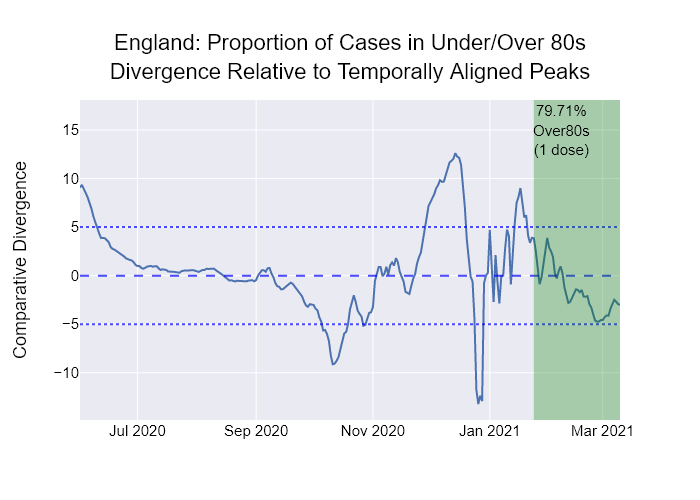 England: Proportion of Cases in Under/Over 80s
Divergence Relative to Temporally Aligned Peaks
Comparative Divergence
15
10
5
0
−5
−10
79.71%
Over80s
(1 dose)
Jul 2020
Sep 2020
Nov 2020
Jan 2021
Mar 2021